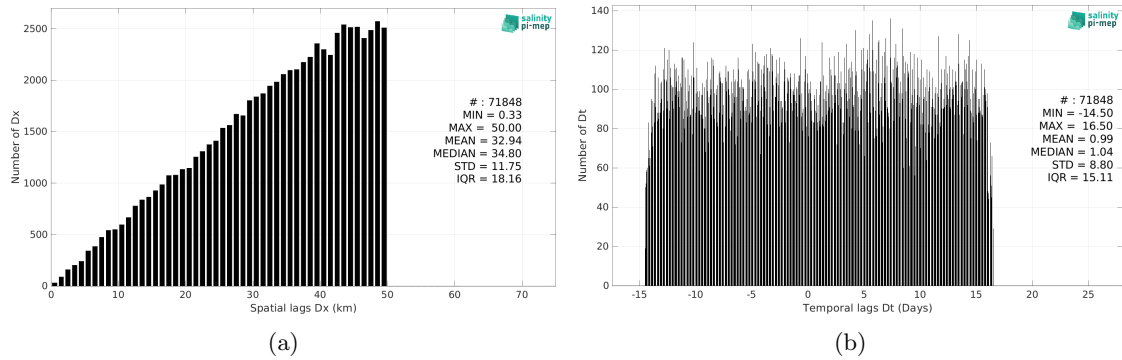 2500
2000
1500
1000
500
0
Number of Dx
0 10 20 30 40 50 60 70
Spatial lags Dx (km)
salinity
pi-mep
# : 71848
MIN = 0.33
MAX = 50.00
MEAN = 32.94
MEDIAN = 34.80
STD = 11.75
IQR = 18.16
(a)
140
120
100
80
60
40
20
0
Number of Dt
-15 -10 -5 0 5 10 15 20 25
Temporal lags Dt (Days)
salinity
pi-mep
# : 71848
MIN = -14.50
MAX = 16.50
MEAN = 0.99
MEDIAN = 1.04
STD = 8.80
IQR = 15.11
(b)